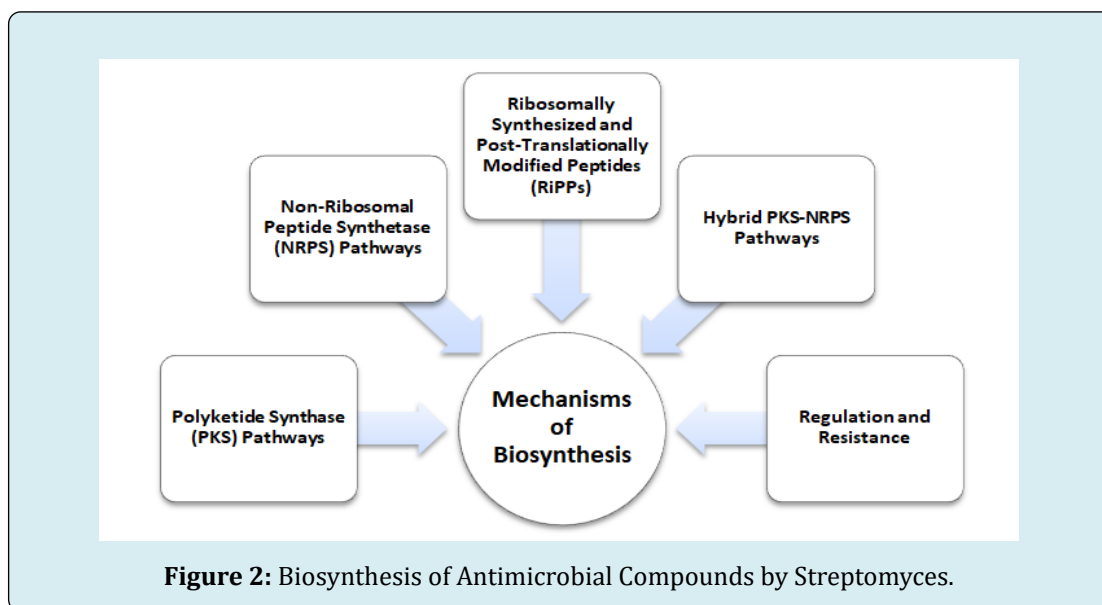 Ribosomally
Synthesized and
Post-Translationally
Modified Peptides
(RiPPs)
Non-Ribosomal
Peptide Synthetase
(NRPS) Pathways
Hybrid PKS-NRPS
Pathways
Polyketide Synthase
(PKS) Pathways
Mechanisms
of
Biosynthesis
Regulation and
Resistance
Figure 2: Biosynthesis of Antimicrobial Compounds by Streptomyces.